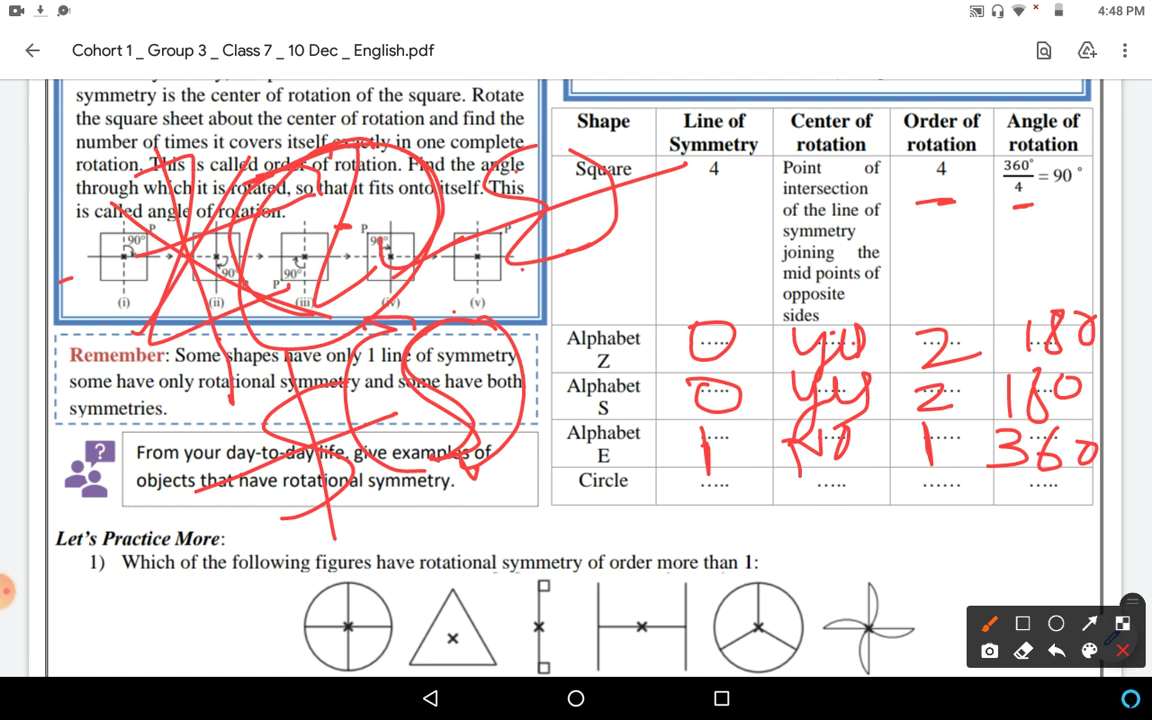 4:48 PM
Cohort 1 _ Group 3 _ Class 7 _ 10 Dec _ English.pdf
symmetry is the center of rotation of the square. Rotate
the square sheet about the center of rotation and find the
number of times it covers itself exactly in one complete
rotation. This is called order of rotation. Find the angle
through which it is rotated, so that it fits onto itself. This
is called angle of rotation.
P
90°
90°
90°
P
P
90°
P
(i) (ii) (iii) (iv) (v)
Remember: Some shapes have only 1 line of symmetry
some have only rotational symmetry and some have both
symmetries.
From your day-to-day life, give examples of
objects that have rotational symmetry.
Shape Line of Symmetry Center of rotation Order of rotation Angle of rotation
Square 4 Point of 4 360°/4 = 90 °
intersection
of the line of
symmetry
joining the
mid points of
opposite
sides
Alphabet Z 0 yes 2 180
Alphabet S 0 yes 2 180
Alphabet E 1 No 1 360
Circle ..... ..... ...... .....
Let's Practice More:
1) Which of the following figures have rotational symmetry of order more than 1: